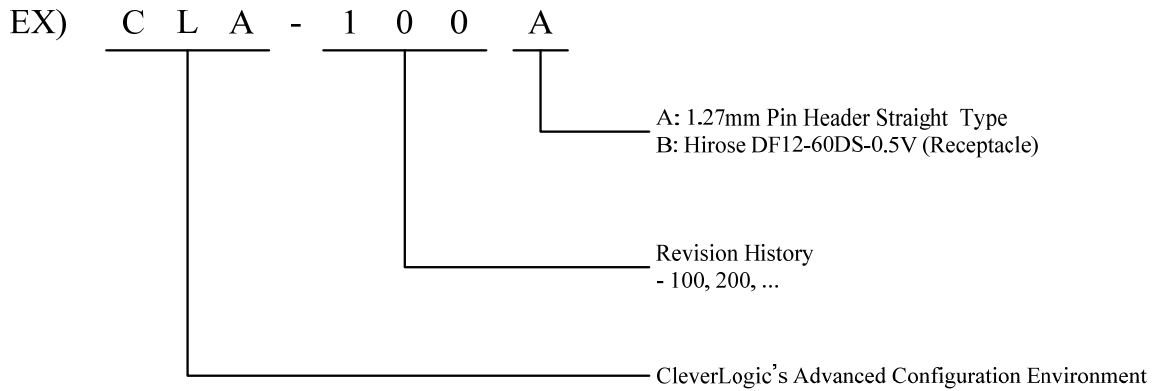 EX) C L A - 1 0 0 A
A: 1.27mm Pin Header Straight Type
B: Hirose DF12-60DS-0.5V (Receptacle)
Revision History
- 100, 200, ...
CleverLogic's Advanced Configuration Environment